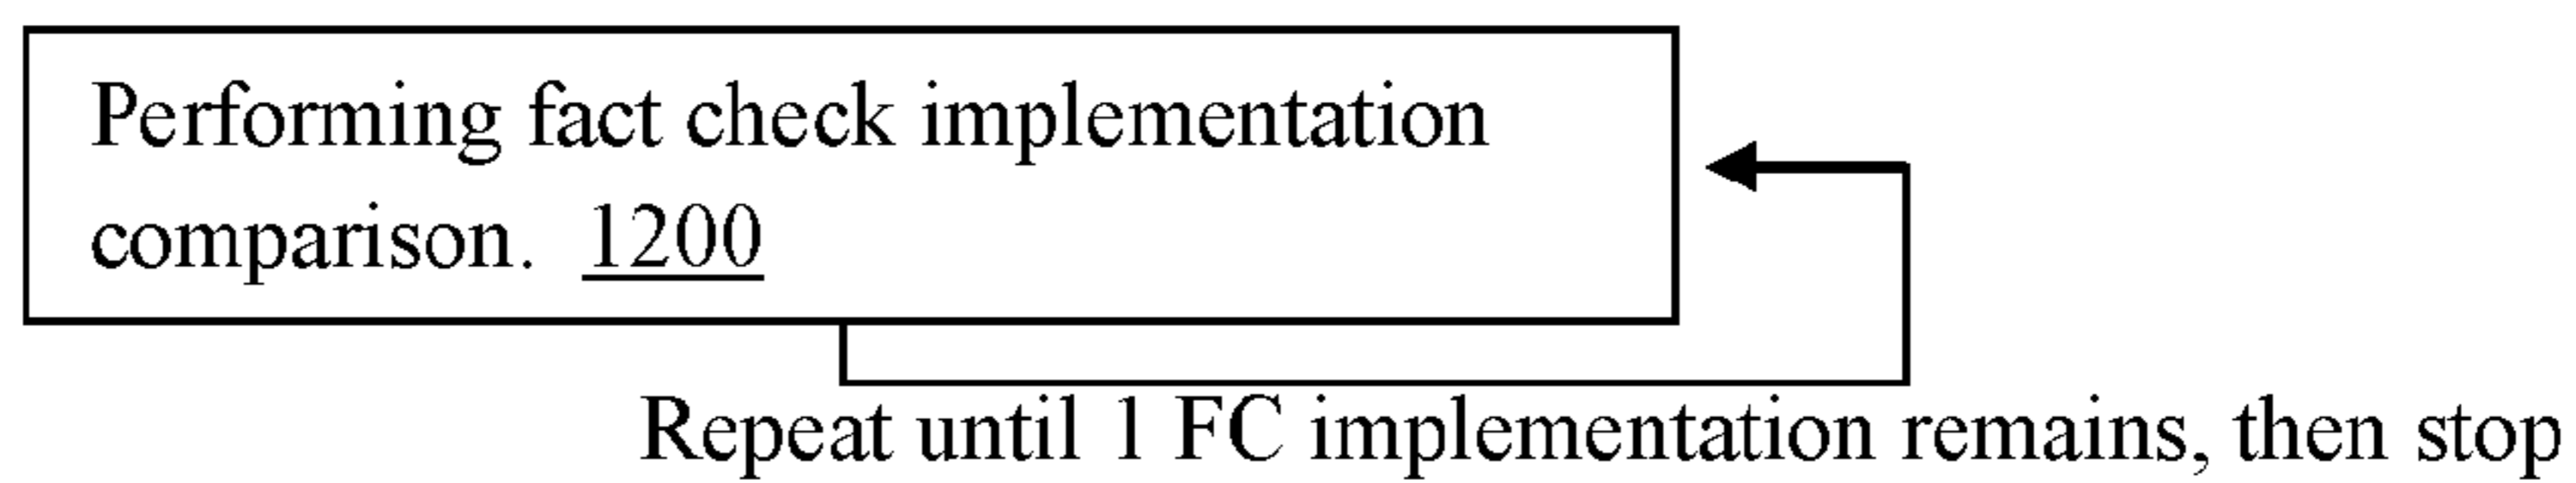 Performing fact check implementation
comparison. 1200
Repeat until 1 FC implementation remains, then stop